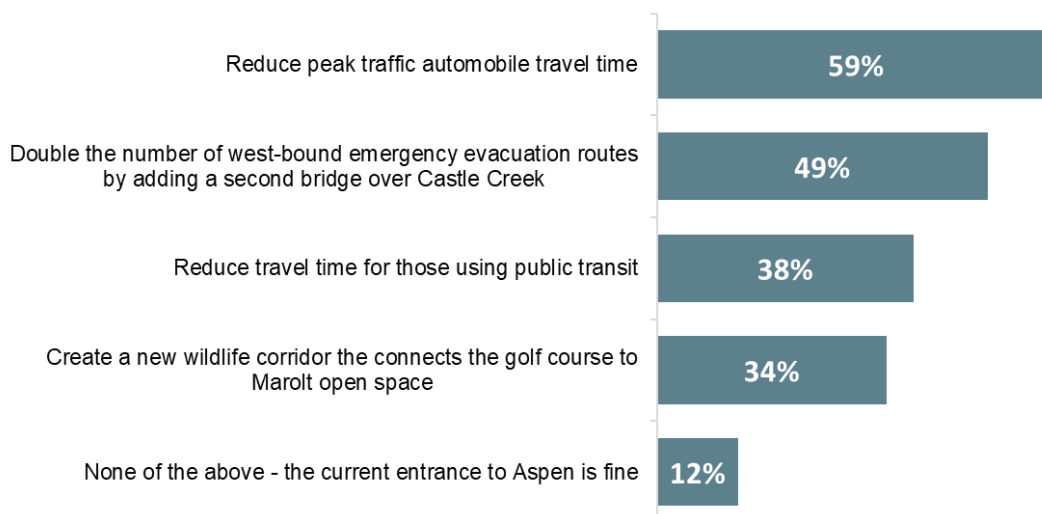 Reduce peak traffic automobile travel time
59%
Double the number of west-bound emergency evacuation routes
by adding a second bridge over Castle Creek
49%
Reduce travel time for those using public transit
38%
Create a new wildlife corridor the connects the golf course to
Marolt open space
34%
None of the above - the current entrance to Aspen is fine
12%